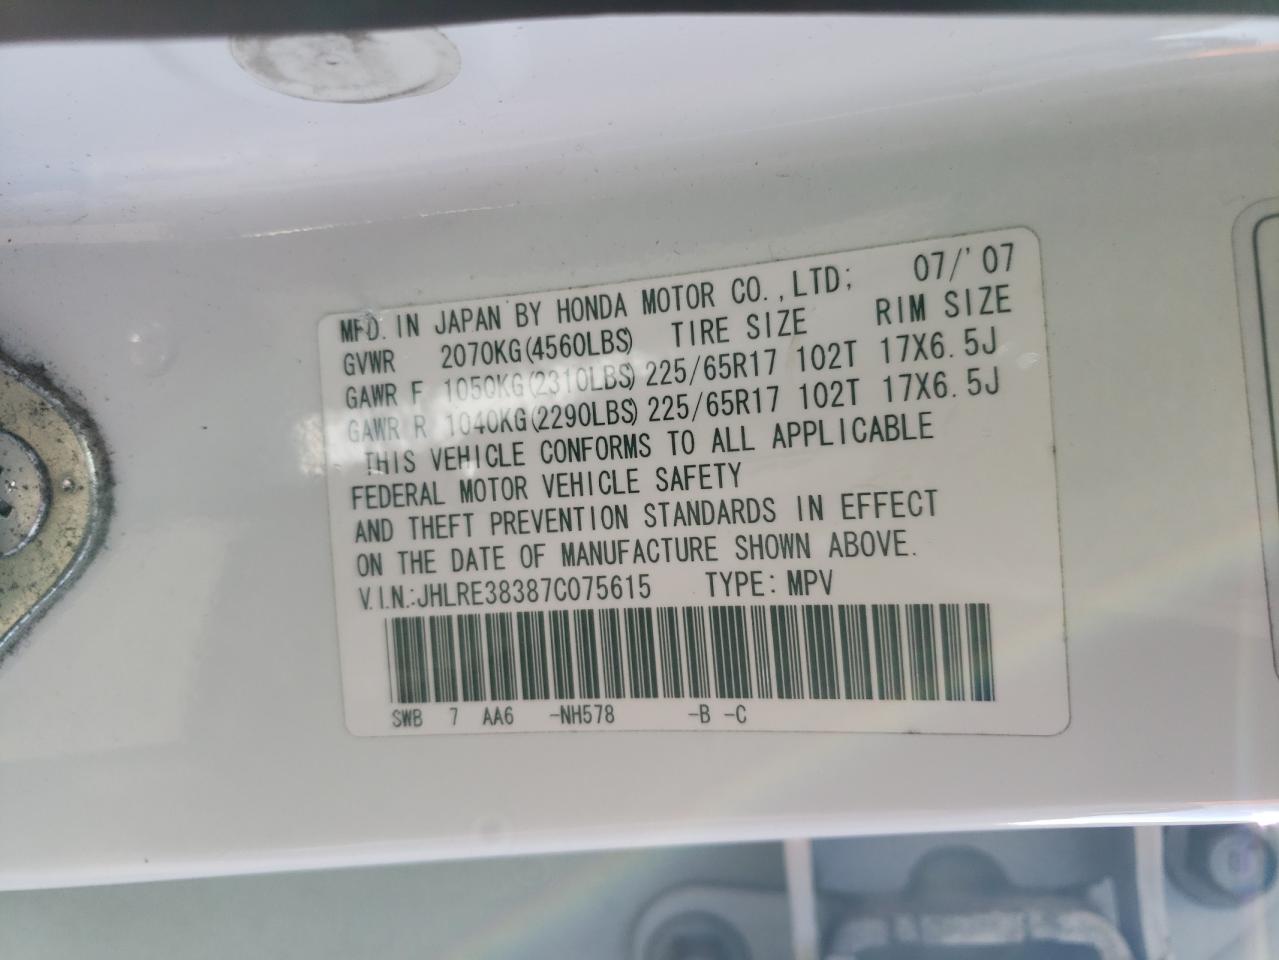 MFD. IN JAPAN BY HONDA MOTOR CO., LTD; 07/'07
GVWR 2070KG(4560LBS) TIRE SIZE RIM SIZE
GAWR F 1050KG(2310LBS) 225/65R17 102T 17X6.5J
GAWR R 1040KG(2290LBS) 225/65R17 102T 17X6.5J
THIS VEHICLE CONFORMS TO ALL APPLICABLE
FEDERAL MOTOR VEHICLE SAFETY
AND THEFT PREVENTION STANDARDS IN EFFECT
ON THE DATE OF MANUFACTURE SHOWN ABOVE.
V.I.N.:JHLRE38387C075615 TYPE: MPV
SWB 7 AA6 -NH578 -B -C